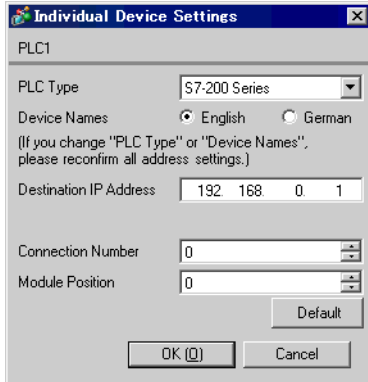 Individual Device Settings
PLC1
PLC Type S7-200 Series
Device Names English German
(If you change "PLC Type" or "Device Names",
please reconfirm all address settings.)
Destination IP Address 192. 168. 0. 1
Connection Number 0
Module Position 0
Default
OK (O) Cancel